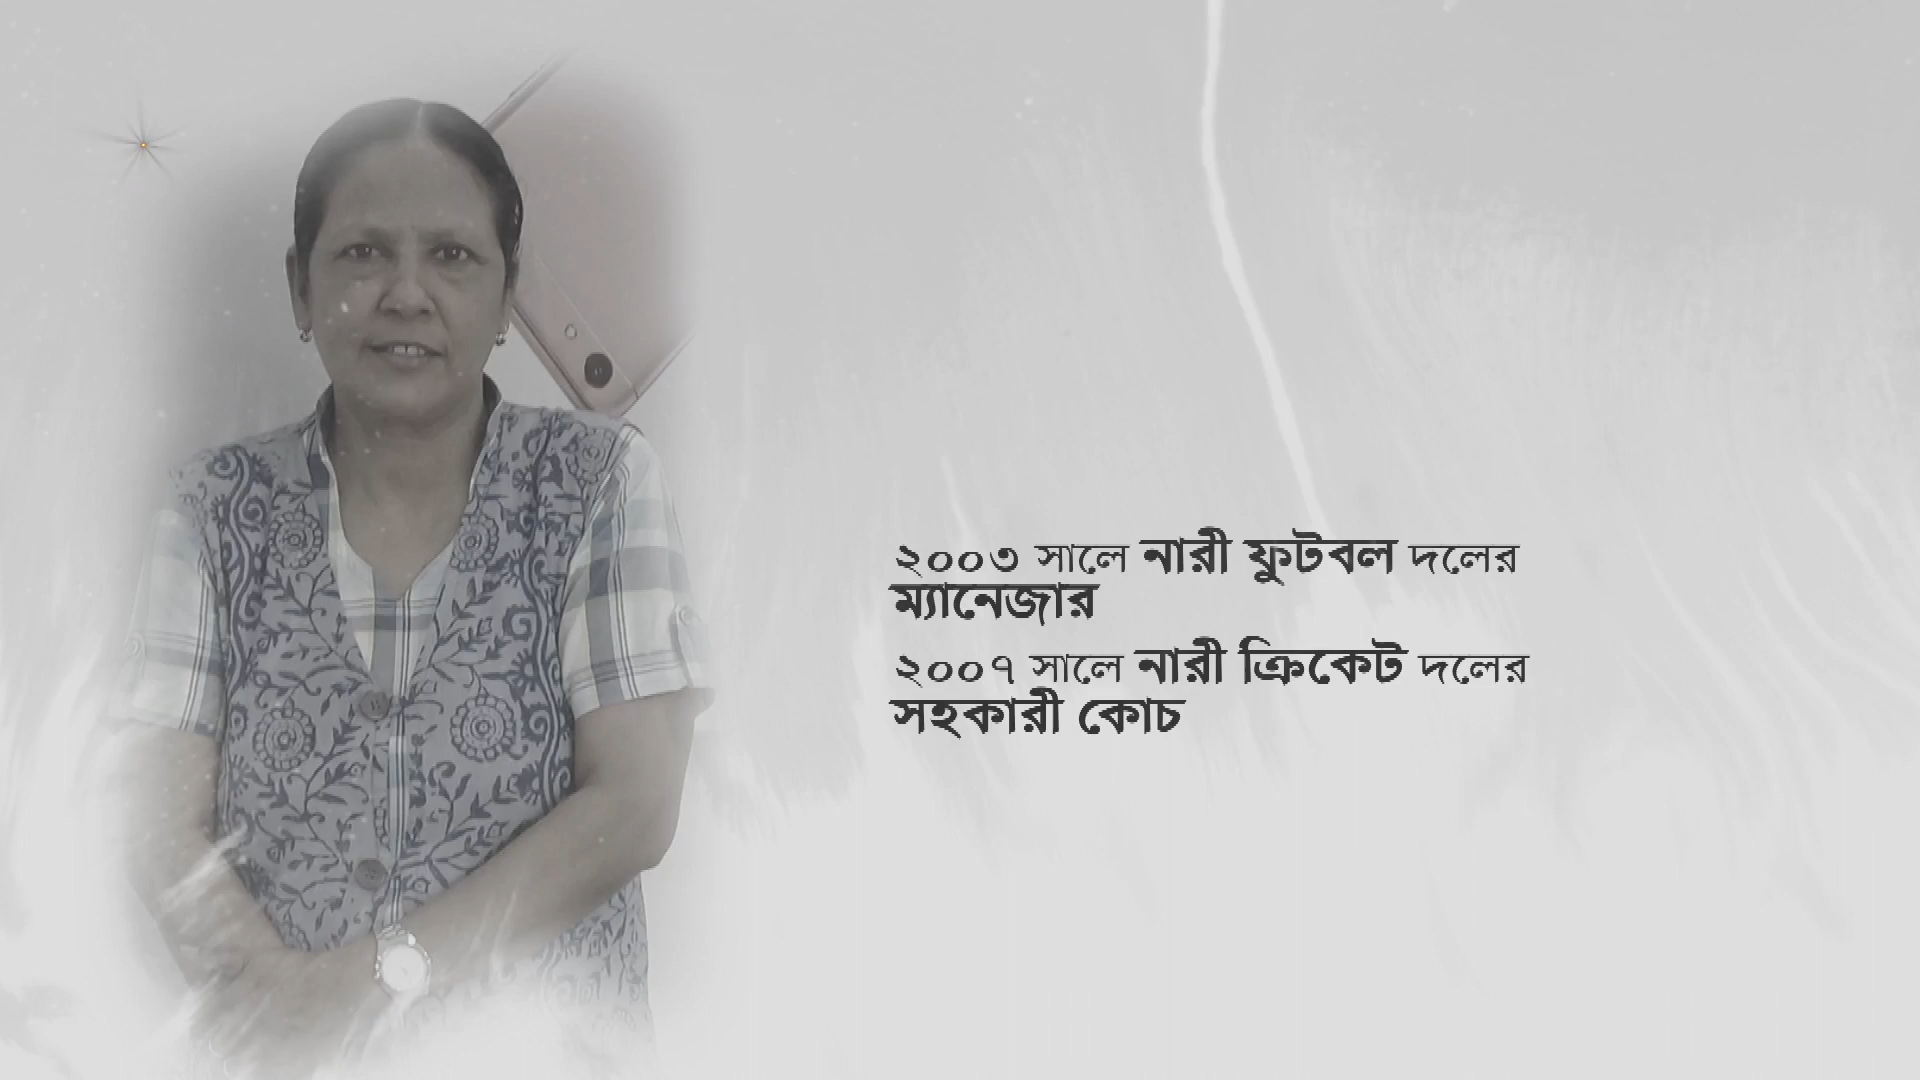 ২০০৩ সালে নারী ফুটবল দলের
ম্যানেজার
২০০৭ সালে নারী ক্রিকেট দলের
সহকারী কোচ